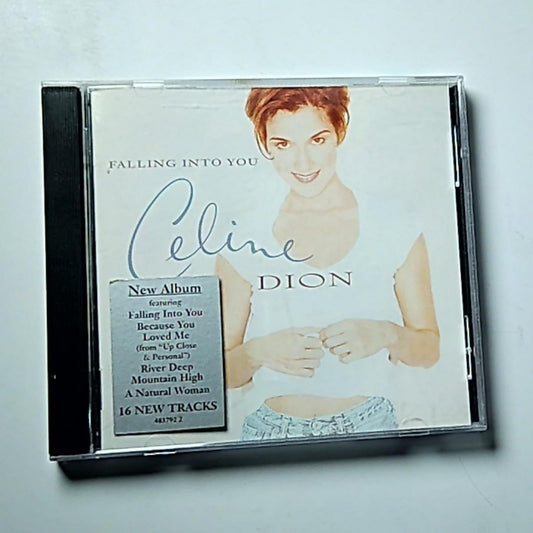 FALLING INTO YOU
Celine
DION
New Album
featuring
Falling Into You
Because You
Loved Me
(from "Up Close
& Personal")
River Deep
Mountain High
A Natural Woman
16 NEW TRACKS
483792 2